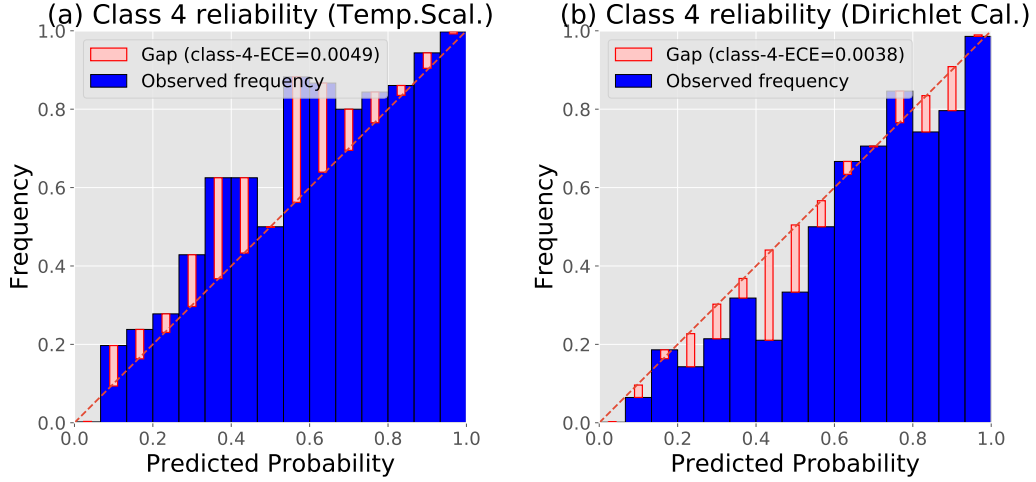 (a) Class 4 reliability (Temp.Scal.)
Gap (class-4-ECE=0.0049)
Observed frequency
Frequency
1.0
0.8
0.6
0.4
0.2
0.0
0.0 0.2 0.4 0.6 0.8 1.0
Predicted Probability
(b) Class 4 reliability (Dirichlet Cal.)
Gap (class-4-ECE=0.0038)
Observed frequency
Frequency
1.0
0.8
0.6
0.4
0.2
0.0
0.0 0.2 0.4 0.6 0.8 1.0
Predicted Probability